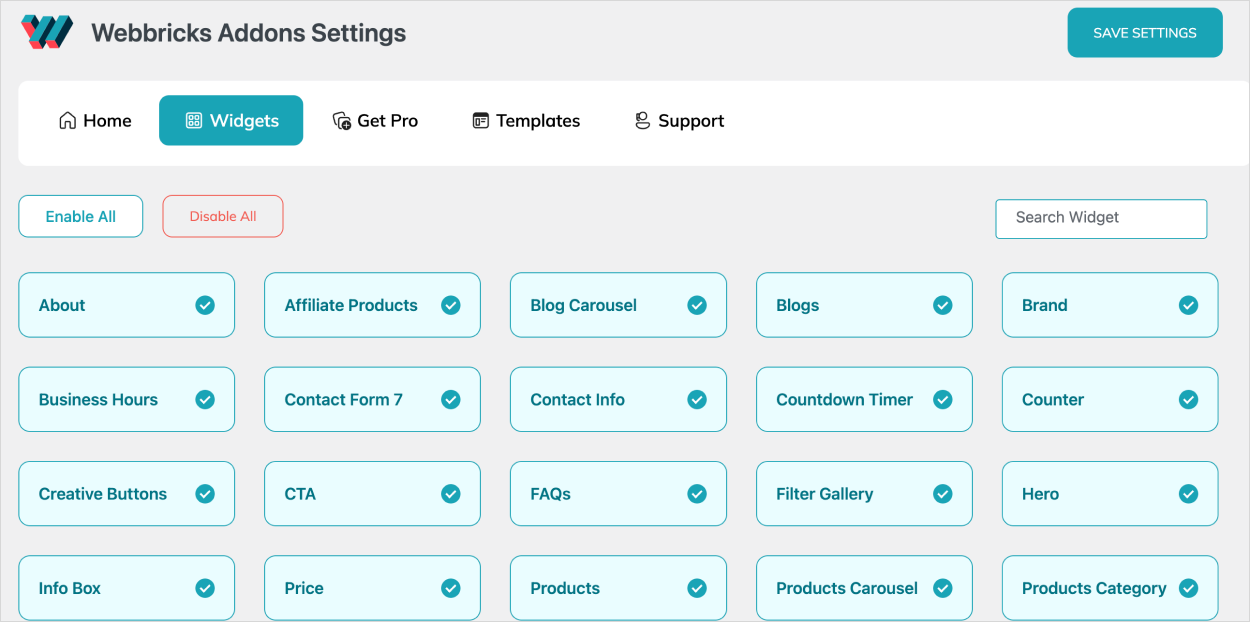 Webbricks Addons Settings
SAVE SETTINGS
Home
Widgets
Get Pro
Templates
Support
Enable All
Disable All
Search Widget
About
Affiliate Products
Blog Carousel
Blogs
Brand
Business Hours
Contact Form 7
Contact Info
Countdown Timer
Counter
Creative Buttons
CTA
FAQs
Filter Gallery
Hero
Info Box
Price
Products
Products Carousel
Products Category